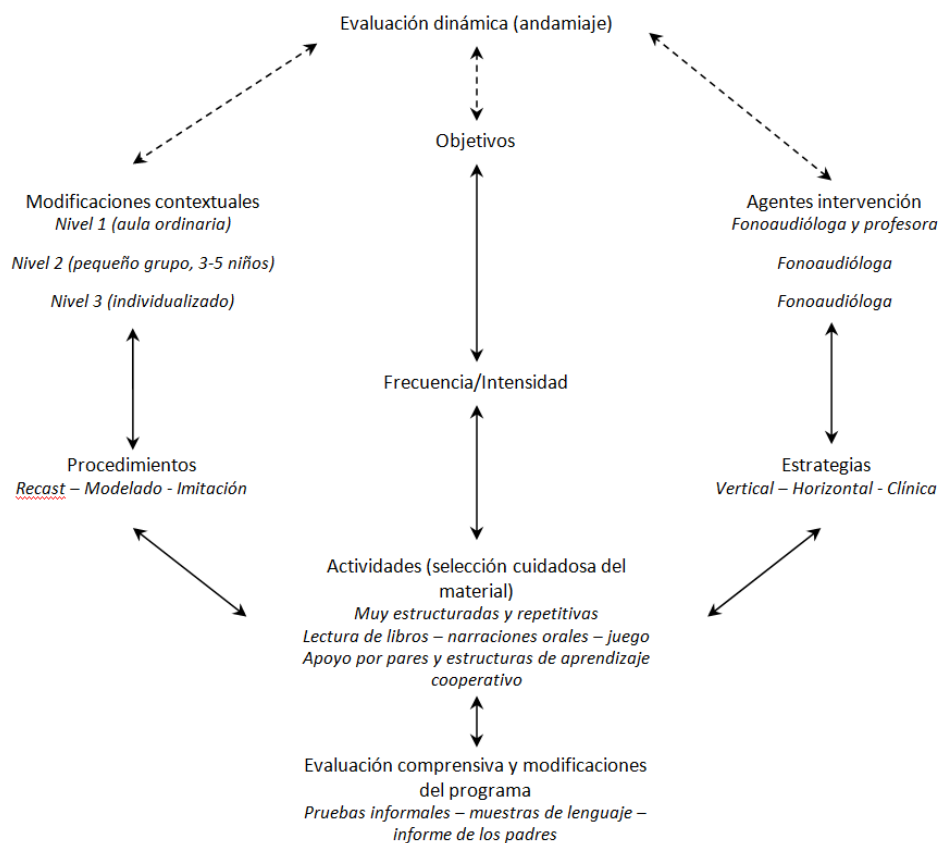 Evaluación dinámica (andamiaje)
Objetivos
Modificaciones contextuales
Nivel 1 (aula ordinaria)
Nivel 2 (pequeño grupo, 3-5 niños)
Nivel 3 (individualizado)
Agentes intervención
Fonoaudióloga y profesora
Fonoaudióloga
Fonoaudióloga
Frecuencia/Intensidad
Procedimientos
Recast – Modelado - Imitación
Estrategias
Vertical – Horizontal - Clínica
Actividades (selección cuidadosa del
material)
Muy estructuradas y repetitivas
Lectura de libros – narraciones orales – juego
Apoyo por pares y estructuras de aprendizaje
cooperativo
Evaluación comprensiva y modificaciones
del programa
Pruebas informales – muestras de lenguaje –
informe de los padres